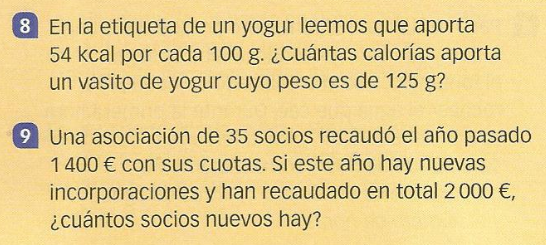 8 En la etiqueta de un yogur leemos que aporta
54 kcal por cada 100 g. ¿Cuántas calorías aporta
un vasito de yogur cuyo peso es de 125 g?
9 Una asociación de 35 socios recaudó el año pasado
1 400 € con sus cuotas. Si este año hay nuevas
incorporaciones y han recaudado en total 2 000 €,
¿cuántos socios nuevos hay?